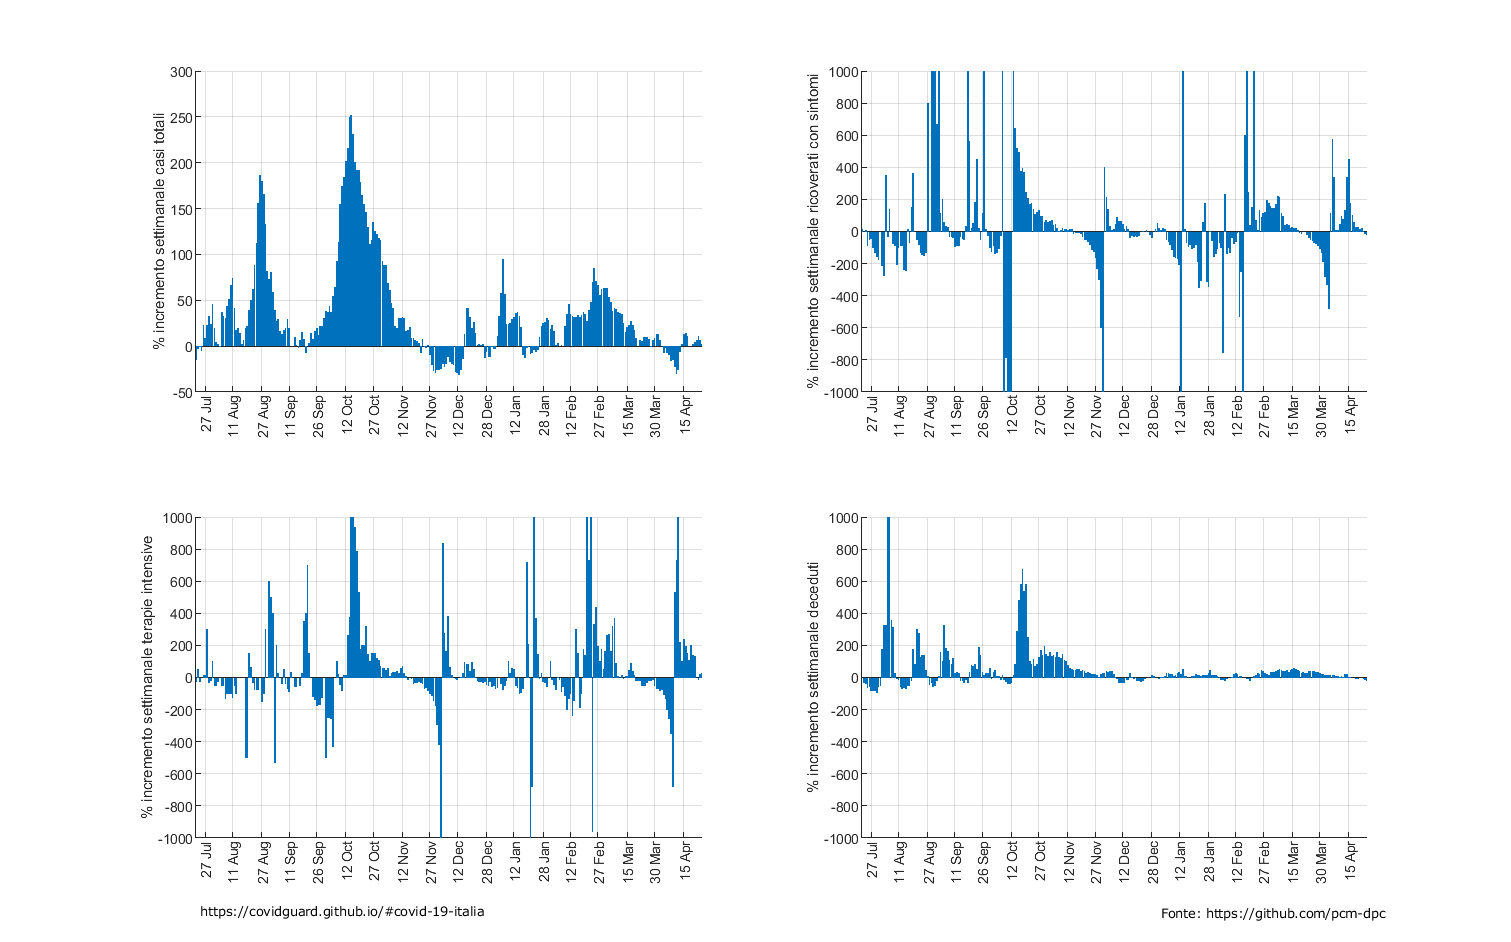 % incremento settimanale casi totali
300
250
200
150
100
50
0
-50
27 Jul
11 Aug
27 Aug
11 Sep
26 Sep
12 Oct
27 Oct
12 Nov
27 Nov
12 Dec
28 Dec
12 Jan
28 Jan
12 Feb
27 Feb
15 Mar
30 Mar
15 Apr
% incremento settimanale ricoverati con sintomi
1000
800
600
400
200
0
-200
-400
-600
-800
-1000
27 Jul
11 Aug
27 Aug
11 Sep
26 Sep
12 Oct
27 Oct
12 Nov
27 Nov
12 Dec
28 Dec
12 Jan
28 Jan
12 Feb
27 Feb
15 Mar
30 Mar
15 Apr
% incremento settimanale terapie intensive
1000
800
600
400
200
0
-200
-400
-600
-800
-1000
27 Jul
11 Aug
27 Aug
11 Sep
26 Sep
12 Oct
27 Oct
12 Nov
27 Nov
12 Dec
28 Dec
12 Jan
28 Jan
12 Feb
27 Feb
15 Mar
30 Mar
15 Apr
% incremento settimanale deceduti
1000
800
600
400
200
0
-200
-400
-600
-800
-1000
27 Jul
11 Aug
27 Aug
11 Sep
26 Sep
12 Oct
27 Oct
12 Nov
27 Nov
12 Dec
28 Dec
12 Jan
28 Jan
12 Feb
27 Feb
15 Mar
30 Mar
15 Apr
https://covidguard.github.io/#covid-19-italia
Fonte: https://github.com/pcm-dpc